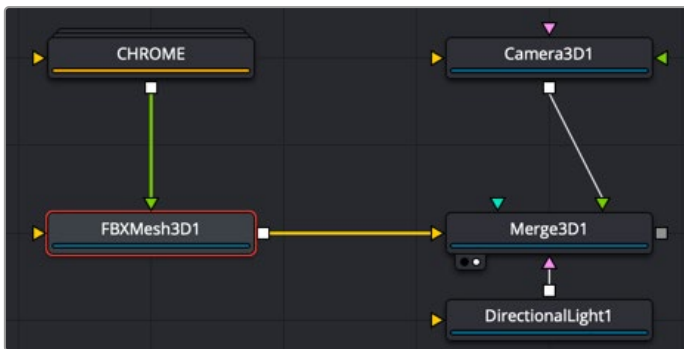 CHROME
Camera3D1
FBXMesh3D1
Merge3D1
DirectionalLight1